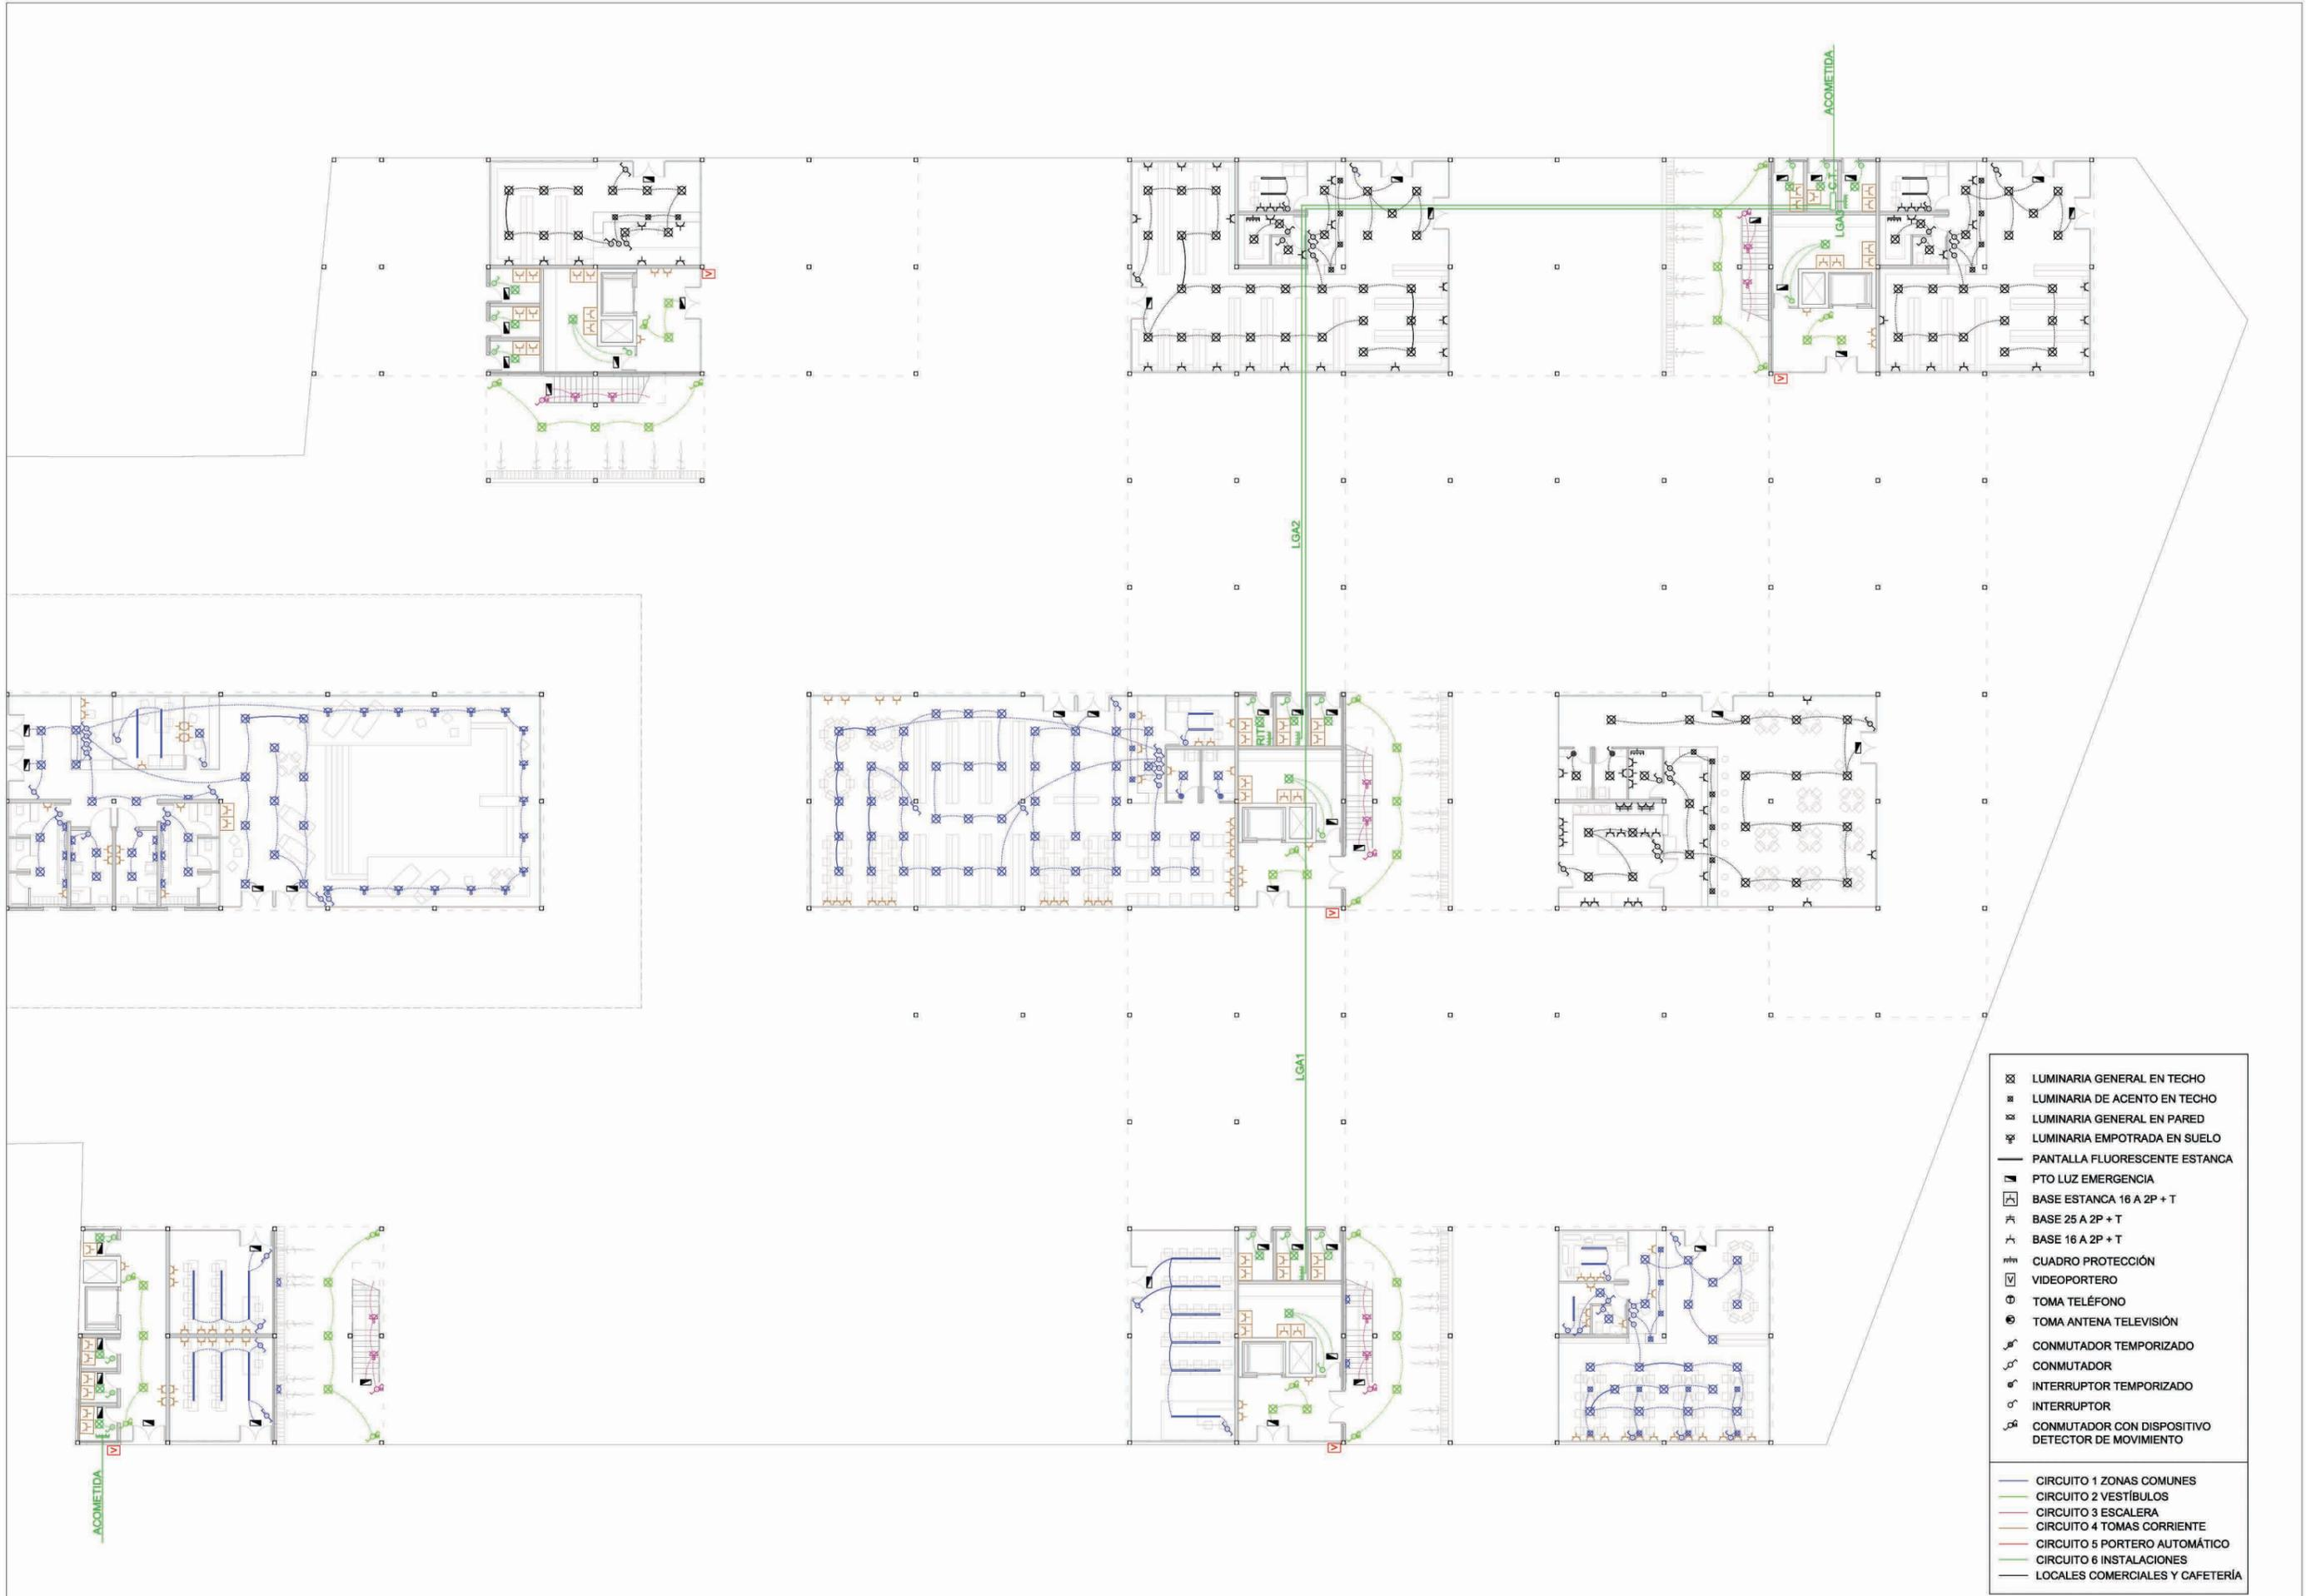 ACOMETIDA
C.T.
LGA3
V
V
LGA2
RITI
V
LGA1
V
V
ACOMETIDA
LUMINARIA GENERAL EN TECHO
LUMINARIA DE ACENTO EN TECHO
LUMINARIA GENERAL EN PARED
LUMINARIA EMPOTRADA EN SUELO
PANTALLA FLUORESCENTE ESTANCA
PTO LUZ EMERGENCIA
BASE ESTANCA 16 A 2P + T
BASE 25 A 2P + T
BASE 16 A 2P + T
CUADRO PROTECCIÓN
V VIDEOPORTERO
TOMA TELÉFONO
TOMA ANTENA TELEVISIÓN
CONMUTADOR TEMPORIZADO
CONMUTADOR
INTERRUPTOR TEMPORIZADO
INTERRUPTOR
CONMUTADOR CON DISPOSITIVO
DETECTOR DE MOVIMIENTO
CIRCUITO 1 ZONAS COMUNES
CIRCUITO 2 VESTÍBULOS
CIRCUITO 3 ESCALERA
CIRCUITO 4 TOMAS CORRIENTE
CIRCUITO 5 PORTERO AUTOMÁTICO
CIRCUITO 6 INSTALACIONES
LOCALES COMERCIALES Y CAFETERÍA